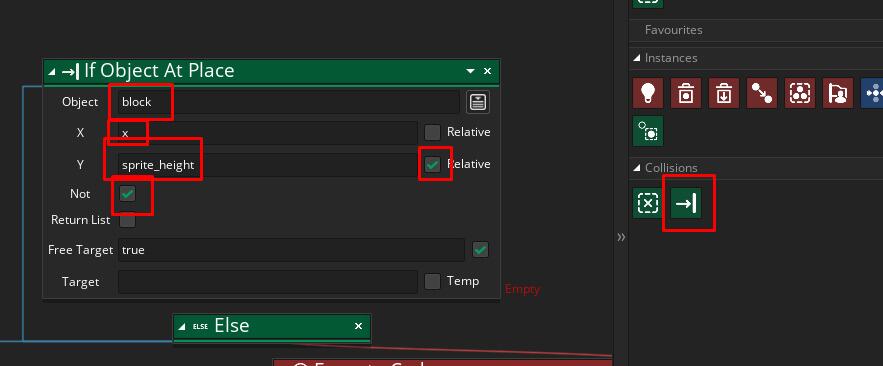 If Object At Place
Object block
X x Relative
Y sprite_height Relative
Not
Return List
Free Target true
Target Temp
Empty
ELSE Else
Favourites
Instances
Collisions